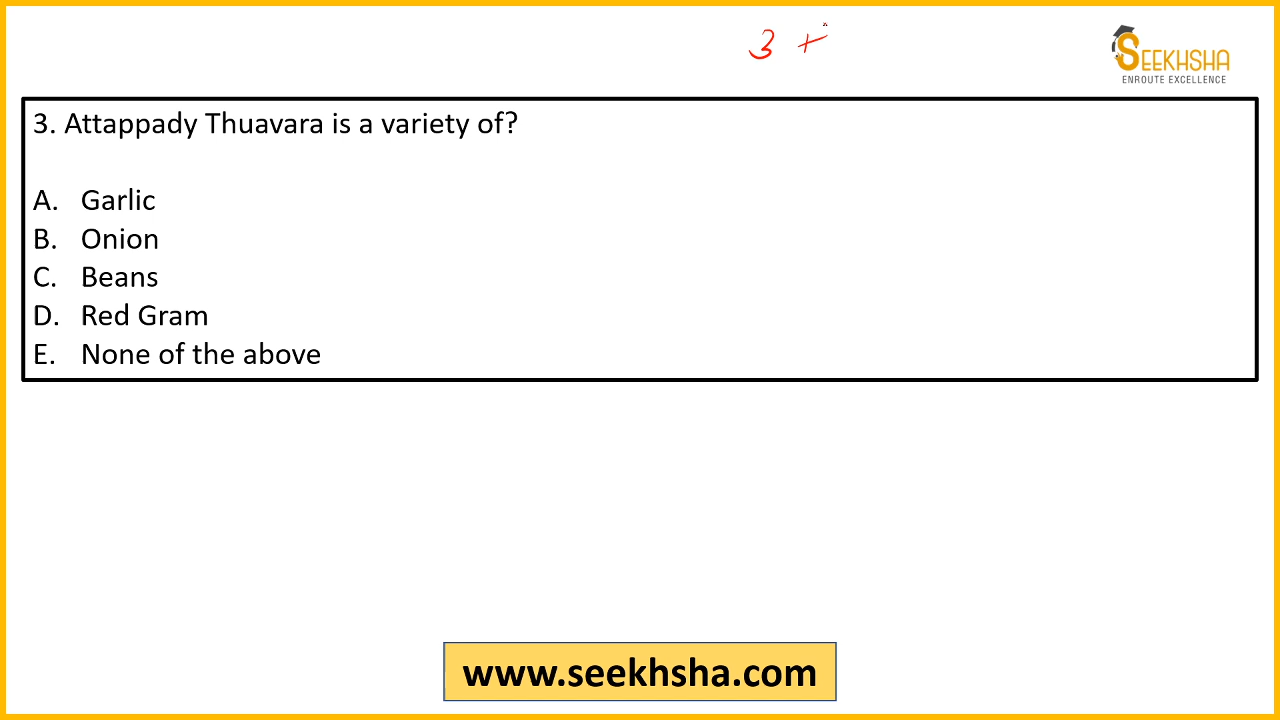 3 +
SEEKHSHA
ENROUTE EXCELLENCE
3. Attappady Thuavara is a variety of?
A. Garlic
B. Onion
C. Beans
D. Red Gram
E. None of the above
www.seekhsha.com